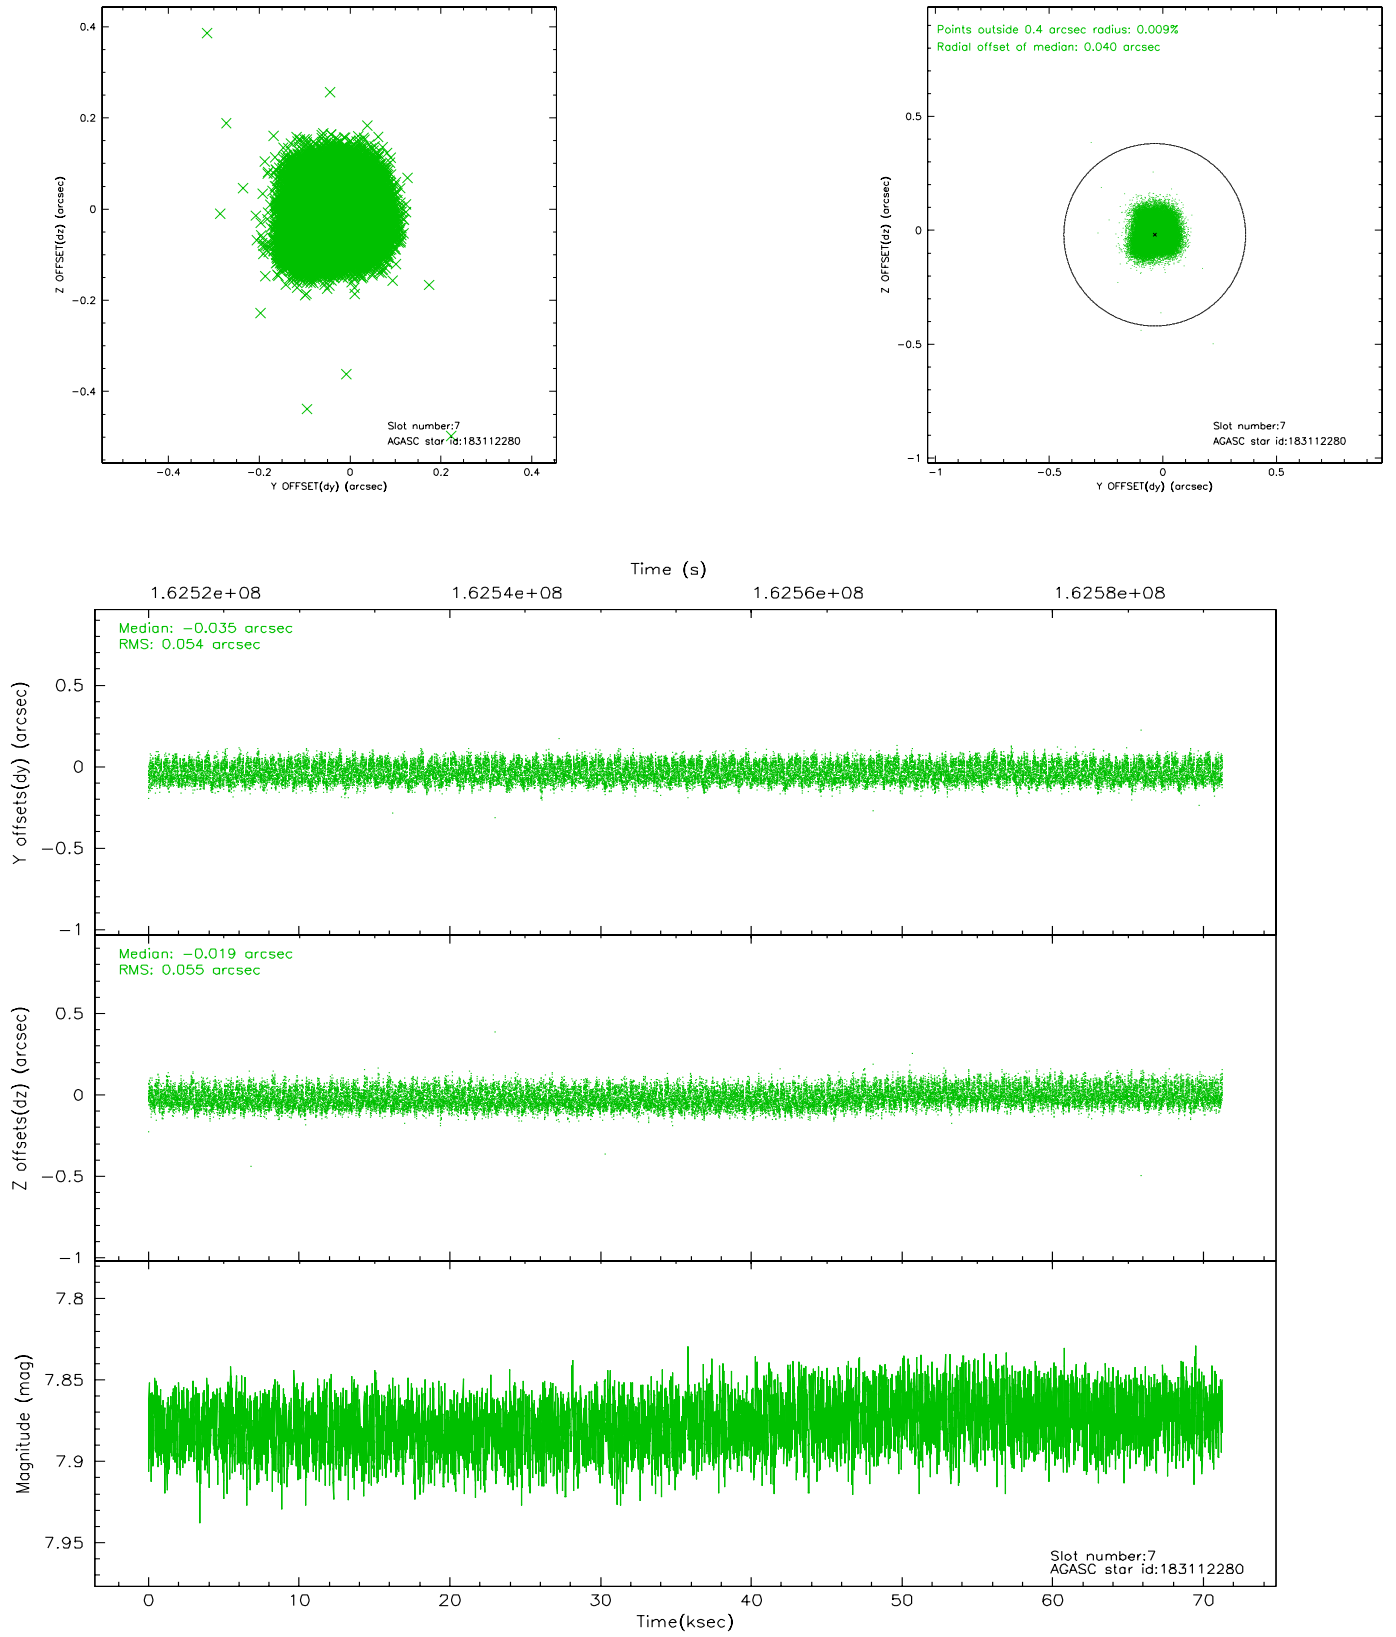 0.4
0.2
0
−0.2
−0.4
Z OFFSET(dz) (arcsec)
Slot number:7
AGASC star id:183112280
−0.4 −0.2 0 0.2 0.4
Y OFFSET(dy) (arcsec)
Points outside 0.4 arcsec radius: 0.009%
Radial offset of median: 0.040 arcsec
0.5
0
−0.5
−1
Z OFFSET(dz) (arcsec)
Slot number:7
AGASC star id:183112280
−1 −0.5 0 0.5
Y OFFSET(dy) (arcsec)
Time (s)
1.6252e+08 1.6254e+08 1.6256e+08 1.6258e+08
Median: −0.035 arcsec
RMS: 0.054 arcsec
0.5
0
−0.5
−1
Y offsets(dy) (arcsec)
Median: −0.019 arcsec
RMS: 0.055 arcsec
0.5
0
−0.5
−1
Z offsets(dz) (arcsec)
7.8
7.85
7.9
7.95
Magnitude (mag)
Slot number:7
AGASC star id:183112280
0 10 20 30 40 50 60 70
Time(ksec)